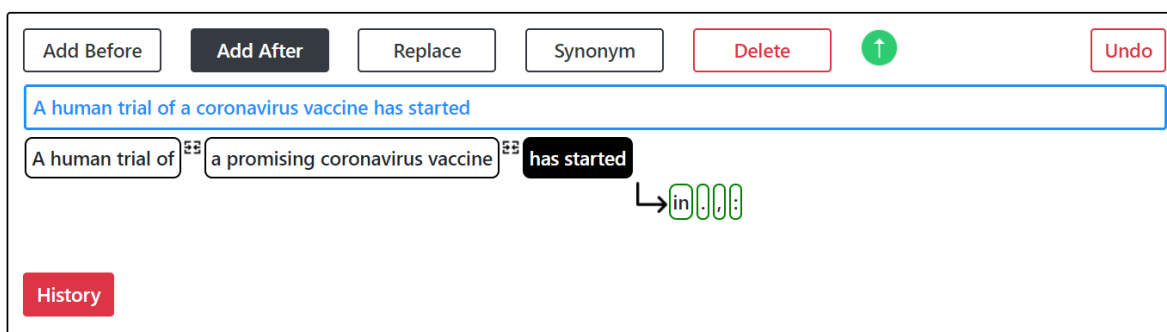 Add Before Add After Replace Synonym Delete ↑ Undo
A human trial of a coronavirus vaccine has started
A human trial of a promising coronavirus vaccine has started
in . , :
History